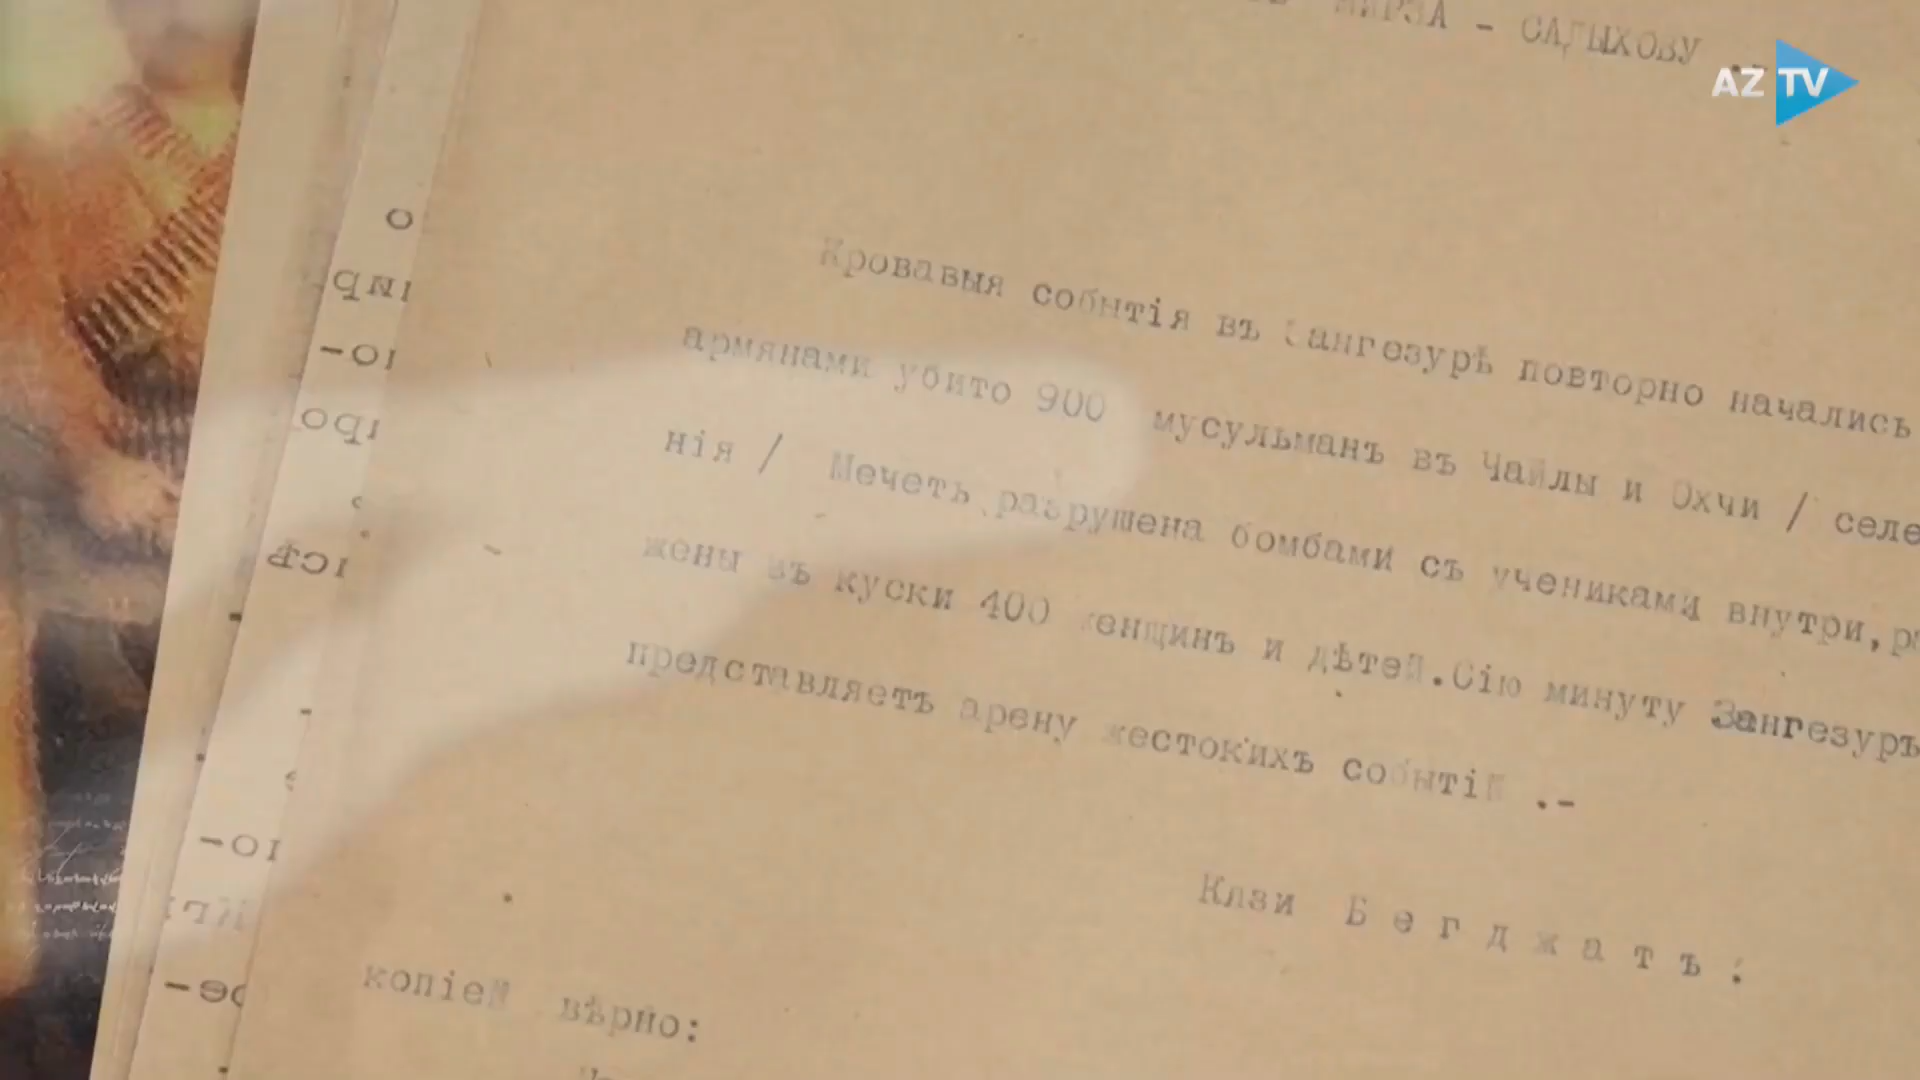 МИРЗА - САДЫХОВУ .-
AZTV
Кровавыя событія въ Зангезурѣ повторно начались
армянами убито 900 мусульманъ въ Чайлы и Охчи / селе
нія / Мечеть разрушена бомбами съ учениками внутри,
жены въ куски 400 женщинъ и дѣтей.Сію минуту Зангезуръ
представляетъ арену жестокихъ событій .-
Кази Бегджатъ.
копіей вѣрно: